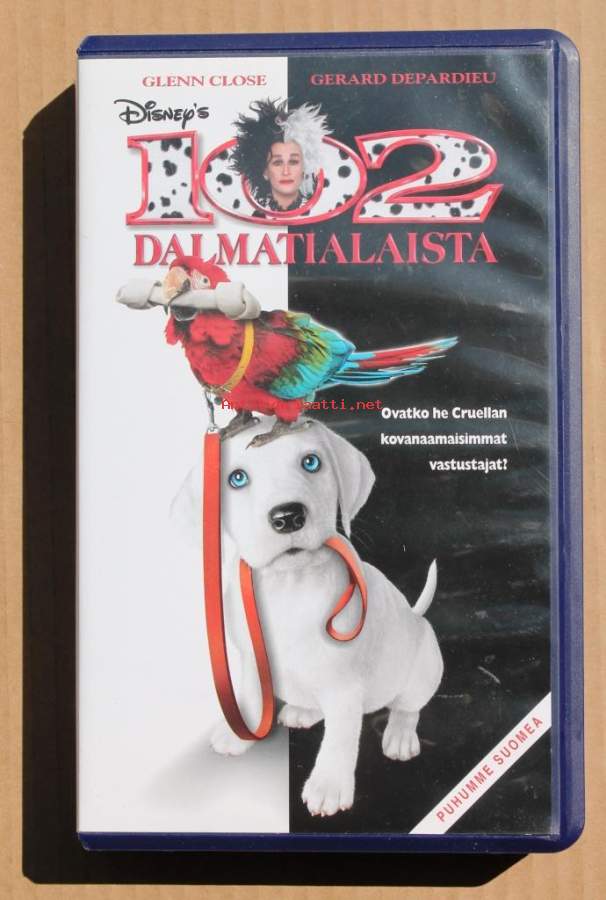 GLENN CLOSE GERARD DEPARDIEU
DISNEY'S
102
DALMATIALAISTA
Ovatko he Cruellan
kovanaamaisimmat
vastustajat?
PUHUMME SUOMEA